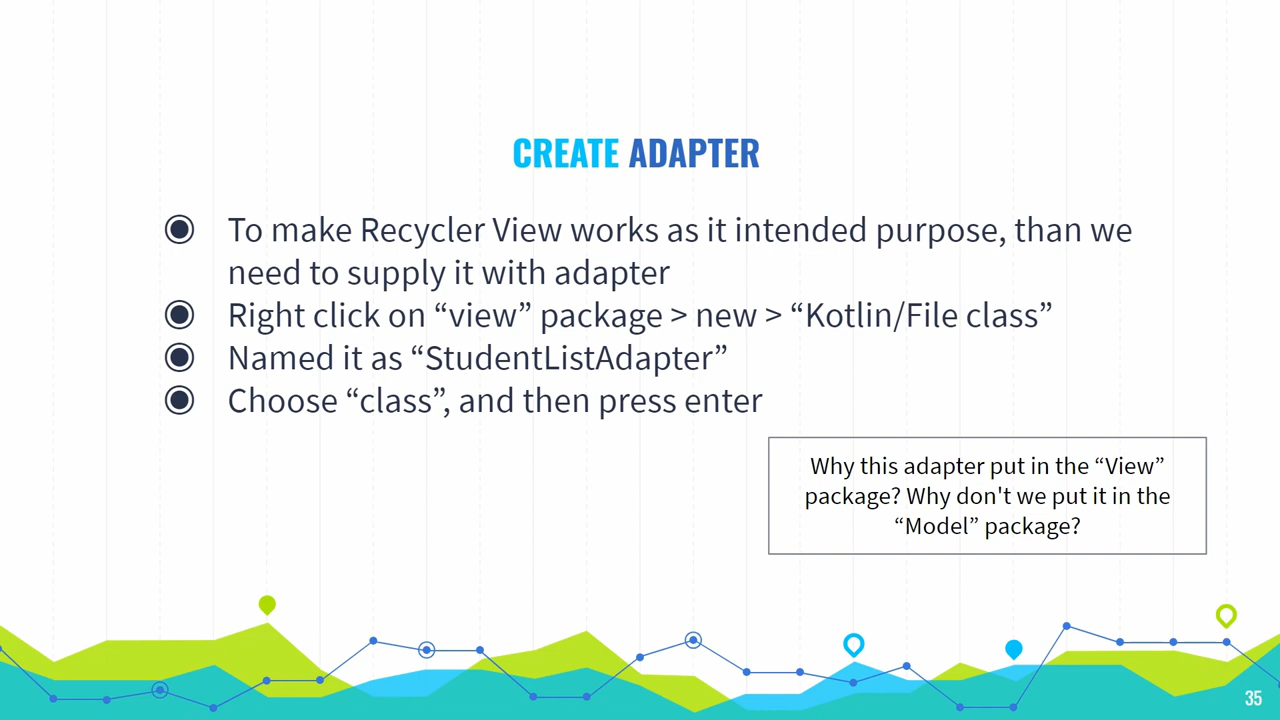 CREATE ADAPTER
◉ To make Recycler View works as it intended purpose, than we
need to supply it with adapter
◉ Right click on “view” package > new > “Kotlin/File class”
◉ Named it as “StudentListAdapter”
◉ Choose “class”, and then press enter
Why this adapter put in the “View”
package? Why don't we put it in the
“Model” package?
35